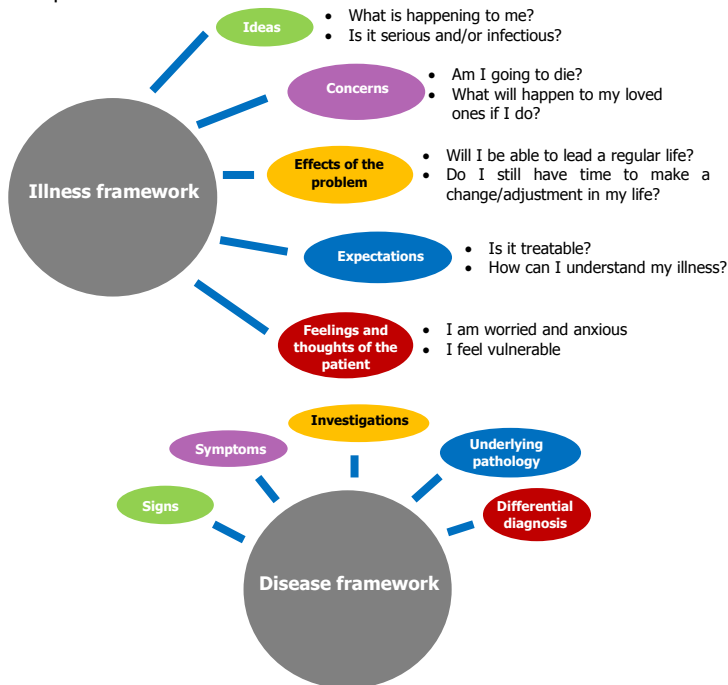 Ideas
• What is happening to me?
• Is it serious and/or infectious?
Concerns
• Am I going to die?
• What will happen to my loved
ones if I do?
Illness framework
Effects of the
problem
• Will I be able to lead a regular life?
• Do I still have time to make a
change/adjustment in my life?
Expectations
• Is it treatable?
• How can I understand my illness?
Feelings and
thoughts of the
patient
• I am worried and anxious
• I feel vulnerable
Investigations
Symptoms
Underlying
pathology
Signs
Differential
diagnosis
Disease framework